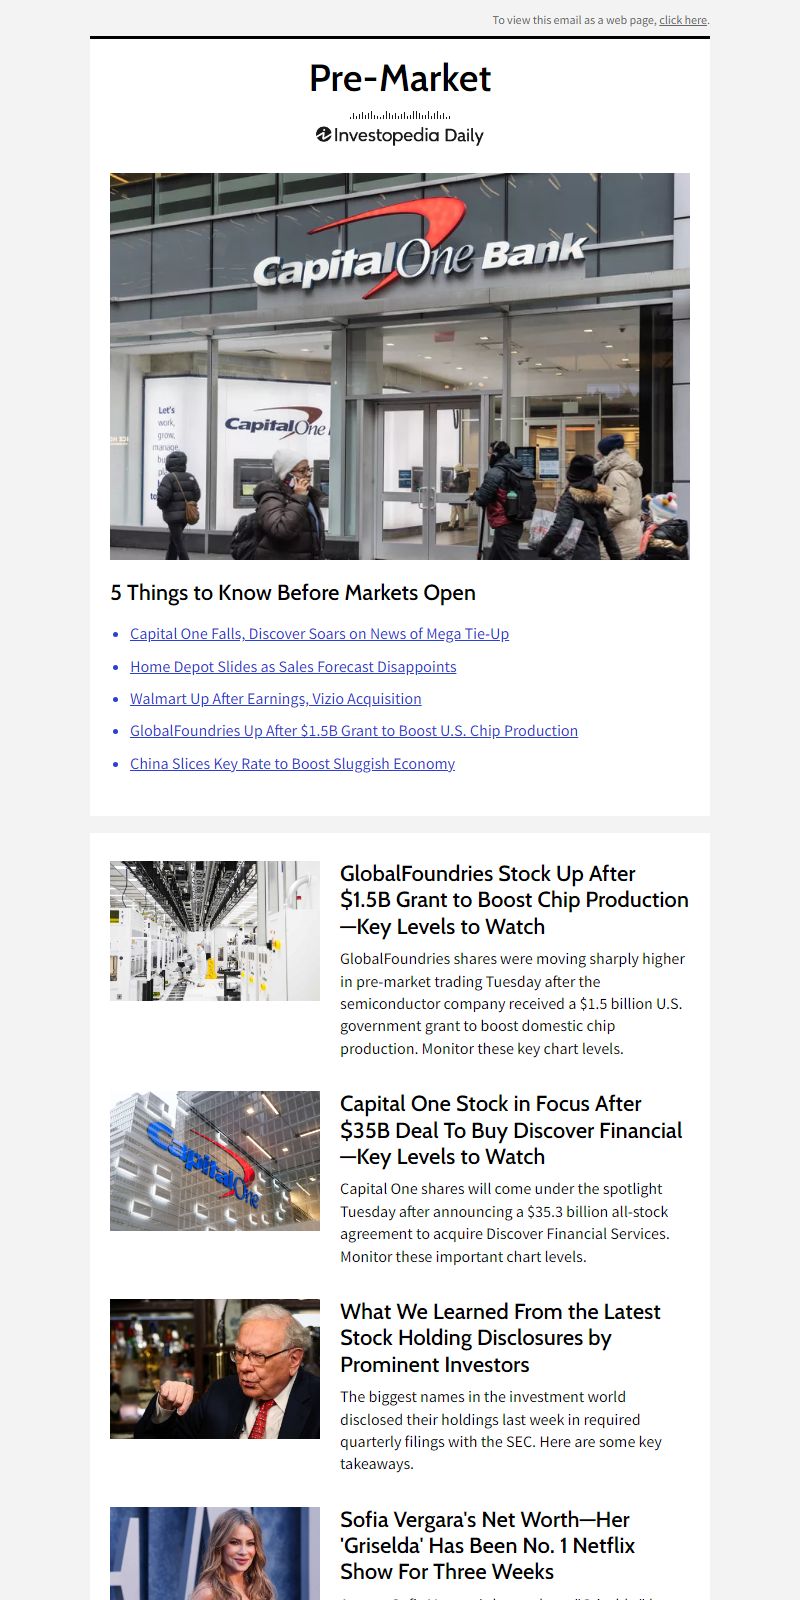 To view this email as a web page, click here.
Pre-Market
Investopedia Daily
CapitalOne Bank
Let's
work,
grow,
manage,
CapitalOne
5 Things to Know Before Markets Open
Capital One Falls, Discover Soars on News of Mega Tie-Up
Home Depot Slides as Sales Forecast Disappoints
Walmart Up After Earnings, Vizio Acquisition
GlobalFoundries Up After $1.5B Grant to Boost U.S. Chip Production
China Slices Key Rate to Boost Sluggish Economy
GlobalFoundries Stock Up After
$1.5B Grant to Boost Chip Production
—Key Levels to Watch
GlobalFoundries shares were moving sharply higher
in pre-market trading Tuesday after the
semiconductor company received a $1.5 billion U.S.
government grant to boost domestic chip
production. Monitor these key chart levels.
CapitalOne
Capital One Stock in Focus After
$35B Deal To Buy Discover Financial
—Key Levels to Watch
Capital One shares will come under the spotlight
Tuesday after announcing a $35.3 billion all-stock
agreement to acquire Discover Financial Services.
Monitor these important chart levels.
What We Learned From the Latest
Stock Holding Disclosures by
Prominent Investors
The biggest names in the investment world
disclosed their holdings last week in required
quarterly filings with the SEC. Here are some key
takeaways.
Sofia Vergara's Net Worth—Her
'Griselda' Has Been No. 1 Netflix
Show For Three Weeks